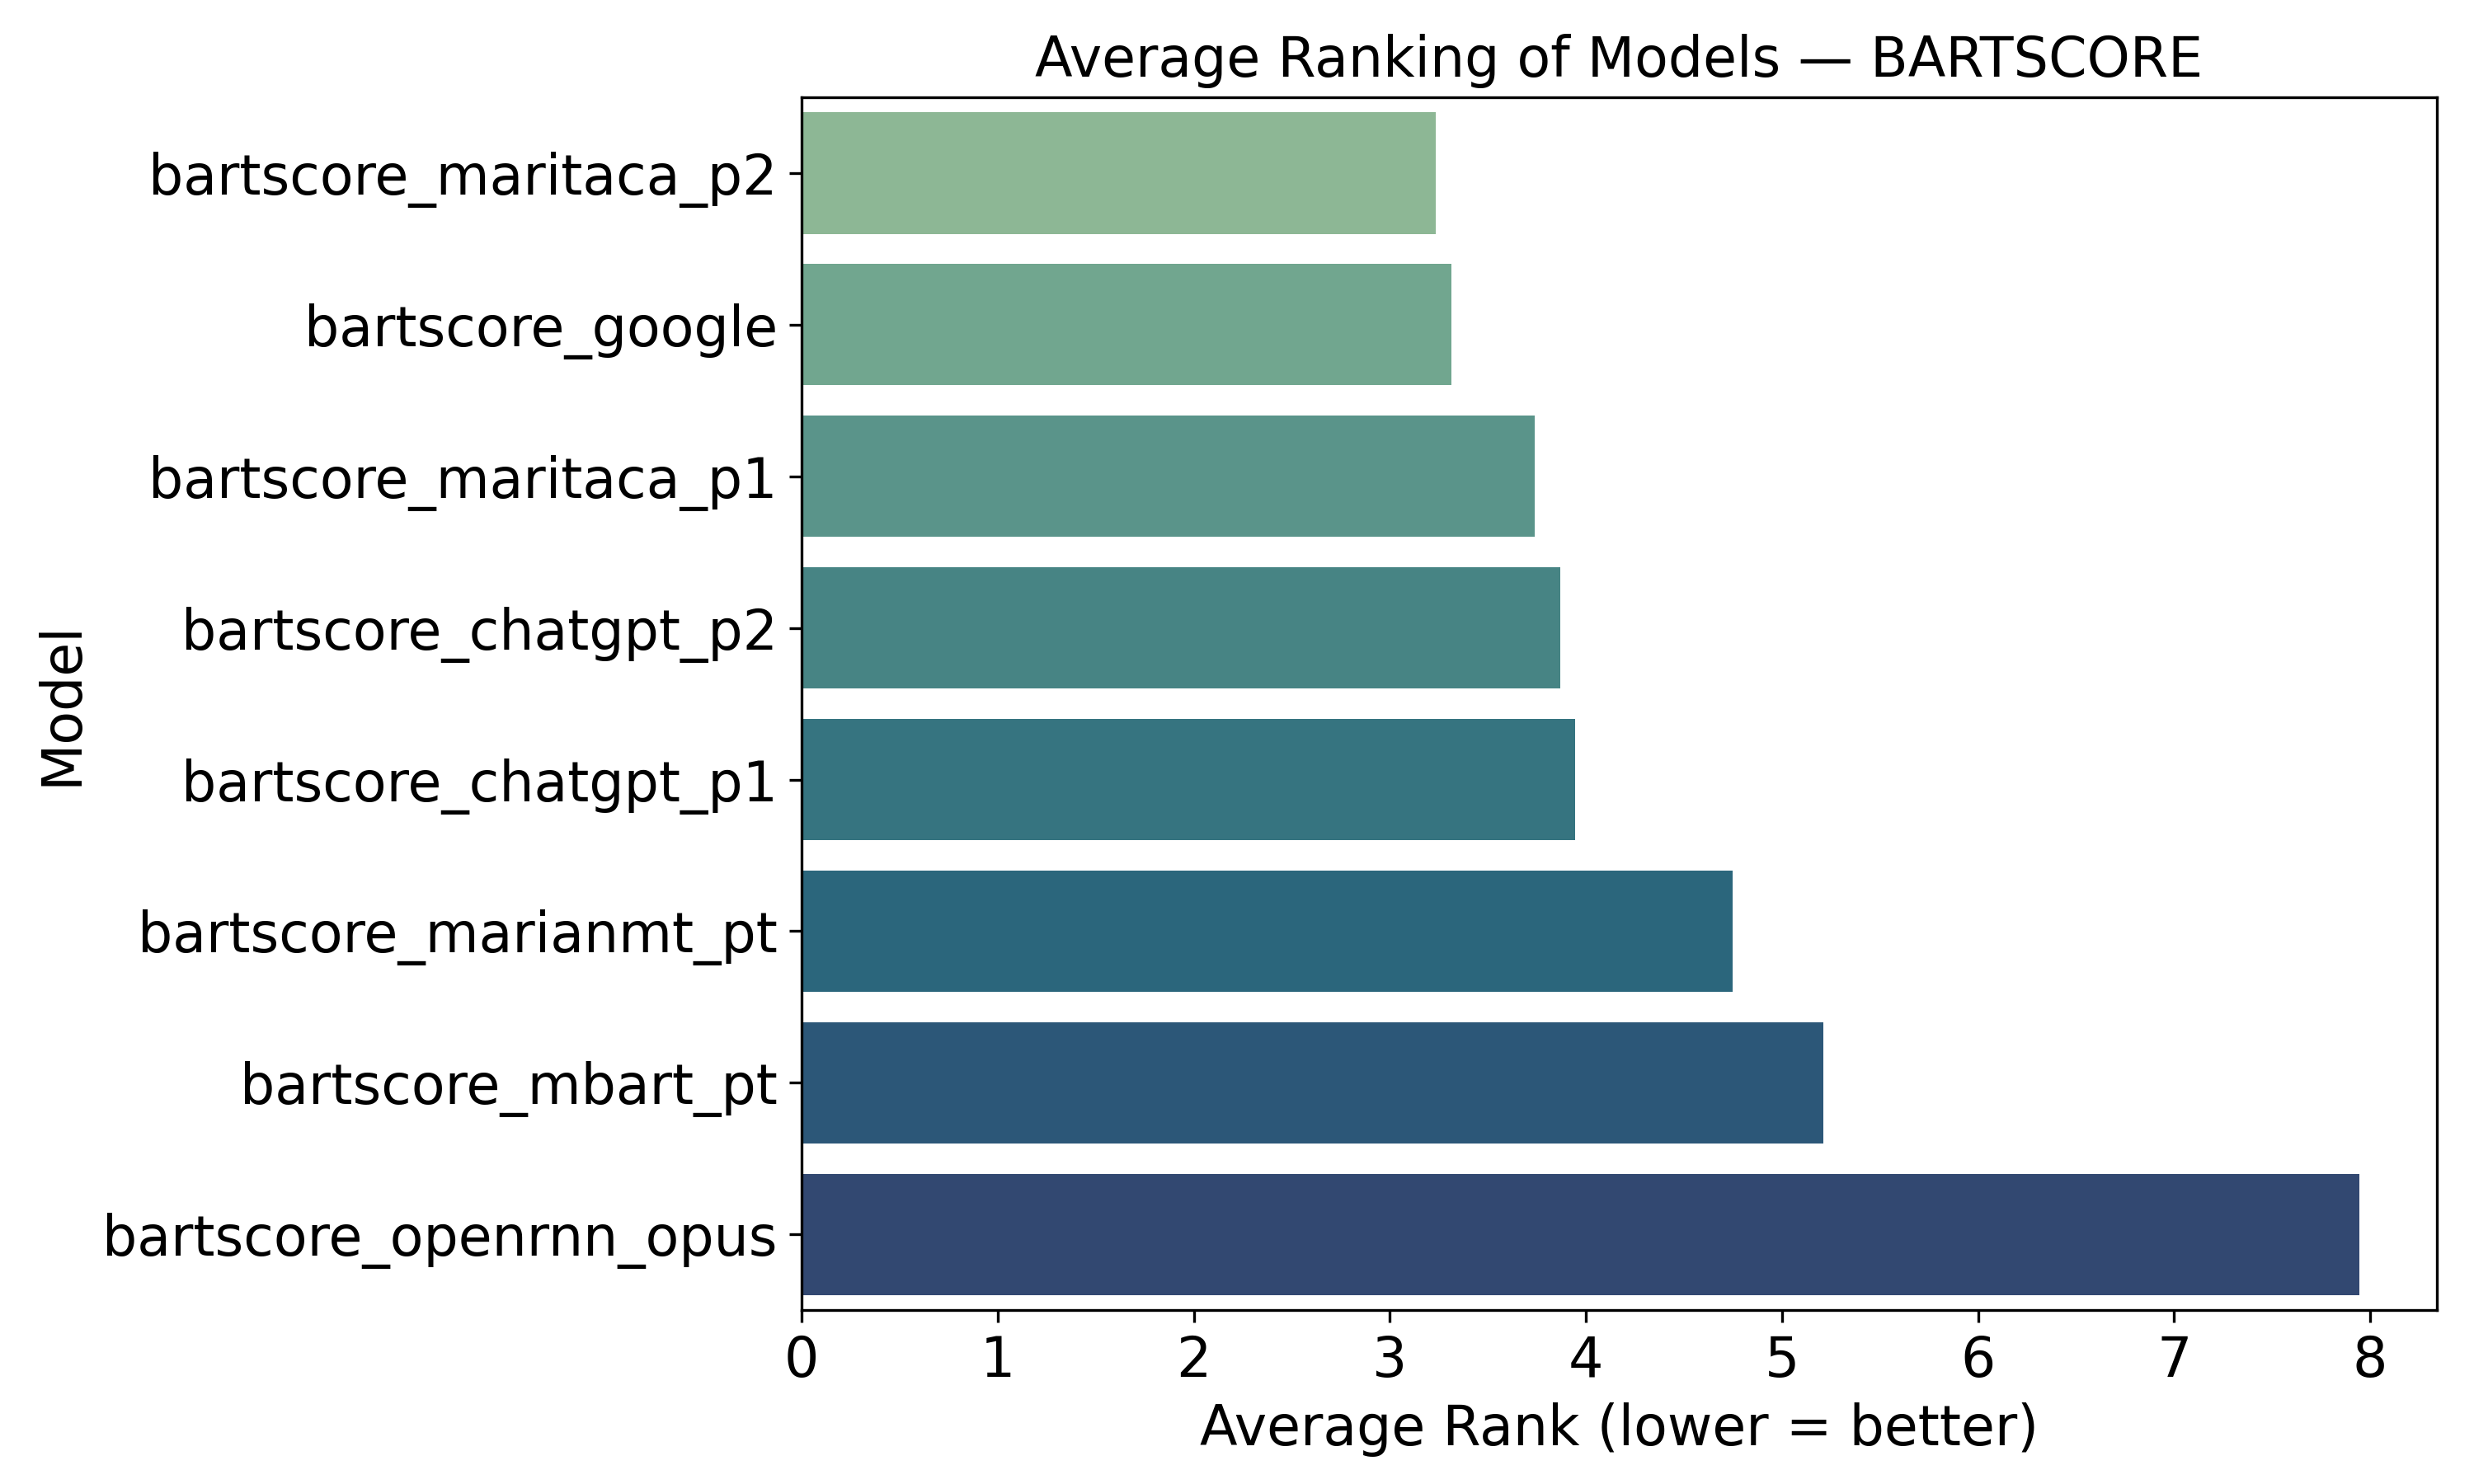 Average Ranking of Models — BARTSCORE
bartscore_maritaca_p2
bartscore_google
bartscore_maritaca_p1
bartscore_chatgpt_p2
bartscore_chatgpt_p1
bartscore_marianmt_pt
bartscore_mbart_pt
bartscore_openrnn_opus
Model
0 1 2 3 4 5 6 7 8
Average Rank (lower = better)